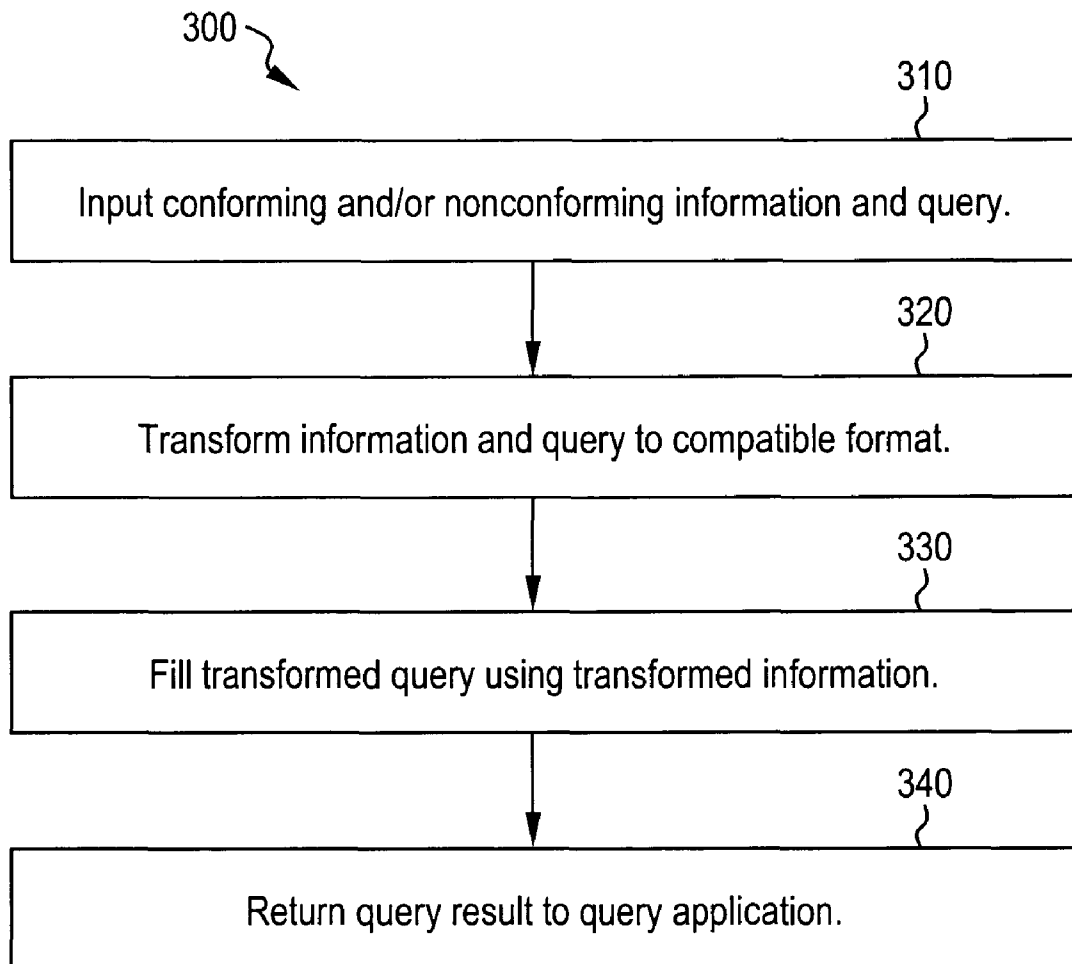 300
310
Input conforming and/or nonconforming information and query.
320
Transform information and query to compatible format.
330
Fill transformed query using transformed information.
340
Return query result to query application.